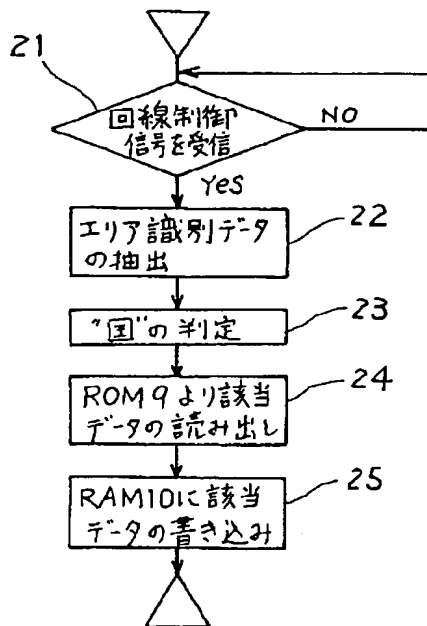 21
回線制御
信号を受信
NO
Yes
エリア識別データ
の抽出
22
"国"の判定
23
ROM9より該当
データの読み出し
24
RAM10に該当
データの書き込み
25